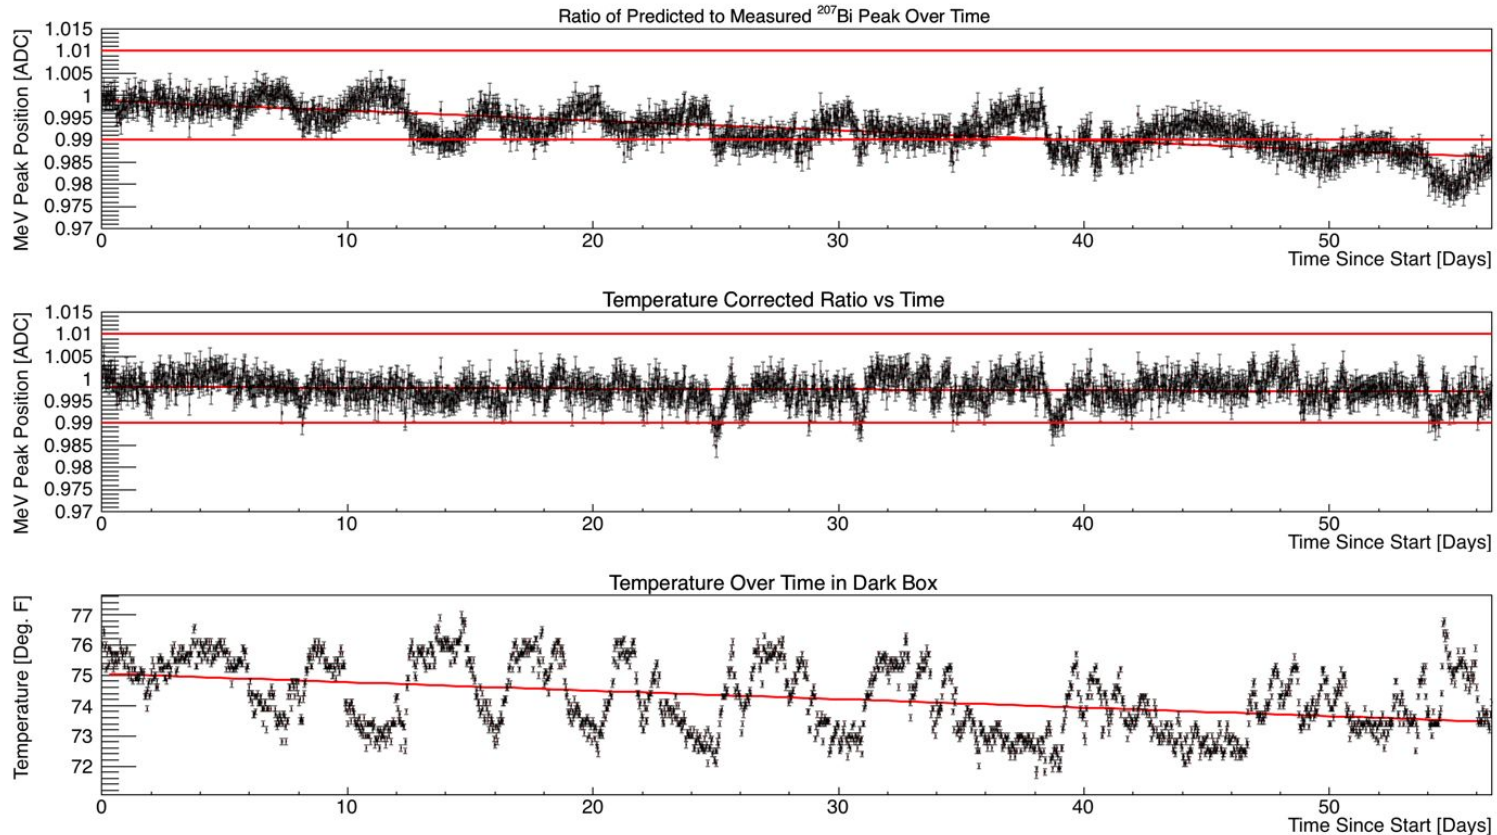 Ratio of Predicted to Measured ²⁰⁷Bi Peak Over Time
MeV Peak Position [ADC]
1.015
1.01
1.005
1
0.995
0.99
0.985
0.98
0.975
0.97
0 10 20 30 40 50
Time Since Start [Days]
Temperature Corrected Ratio vs Time
MeV Peak Position [ADC]
1.015
1.01
1.005
1
0.995
0.99
0.985
0.98
0.975
0.97
0 10 20 30 40 50
Time Since Start [Days]
Temperature Over Time in Dark Box
Temperature [Deg. F]
77
76
75
74
73
72
0 10 20 30 40 50
Time Since Start [Days]